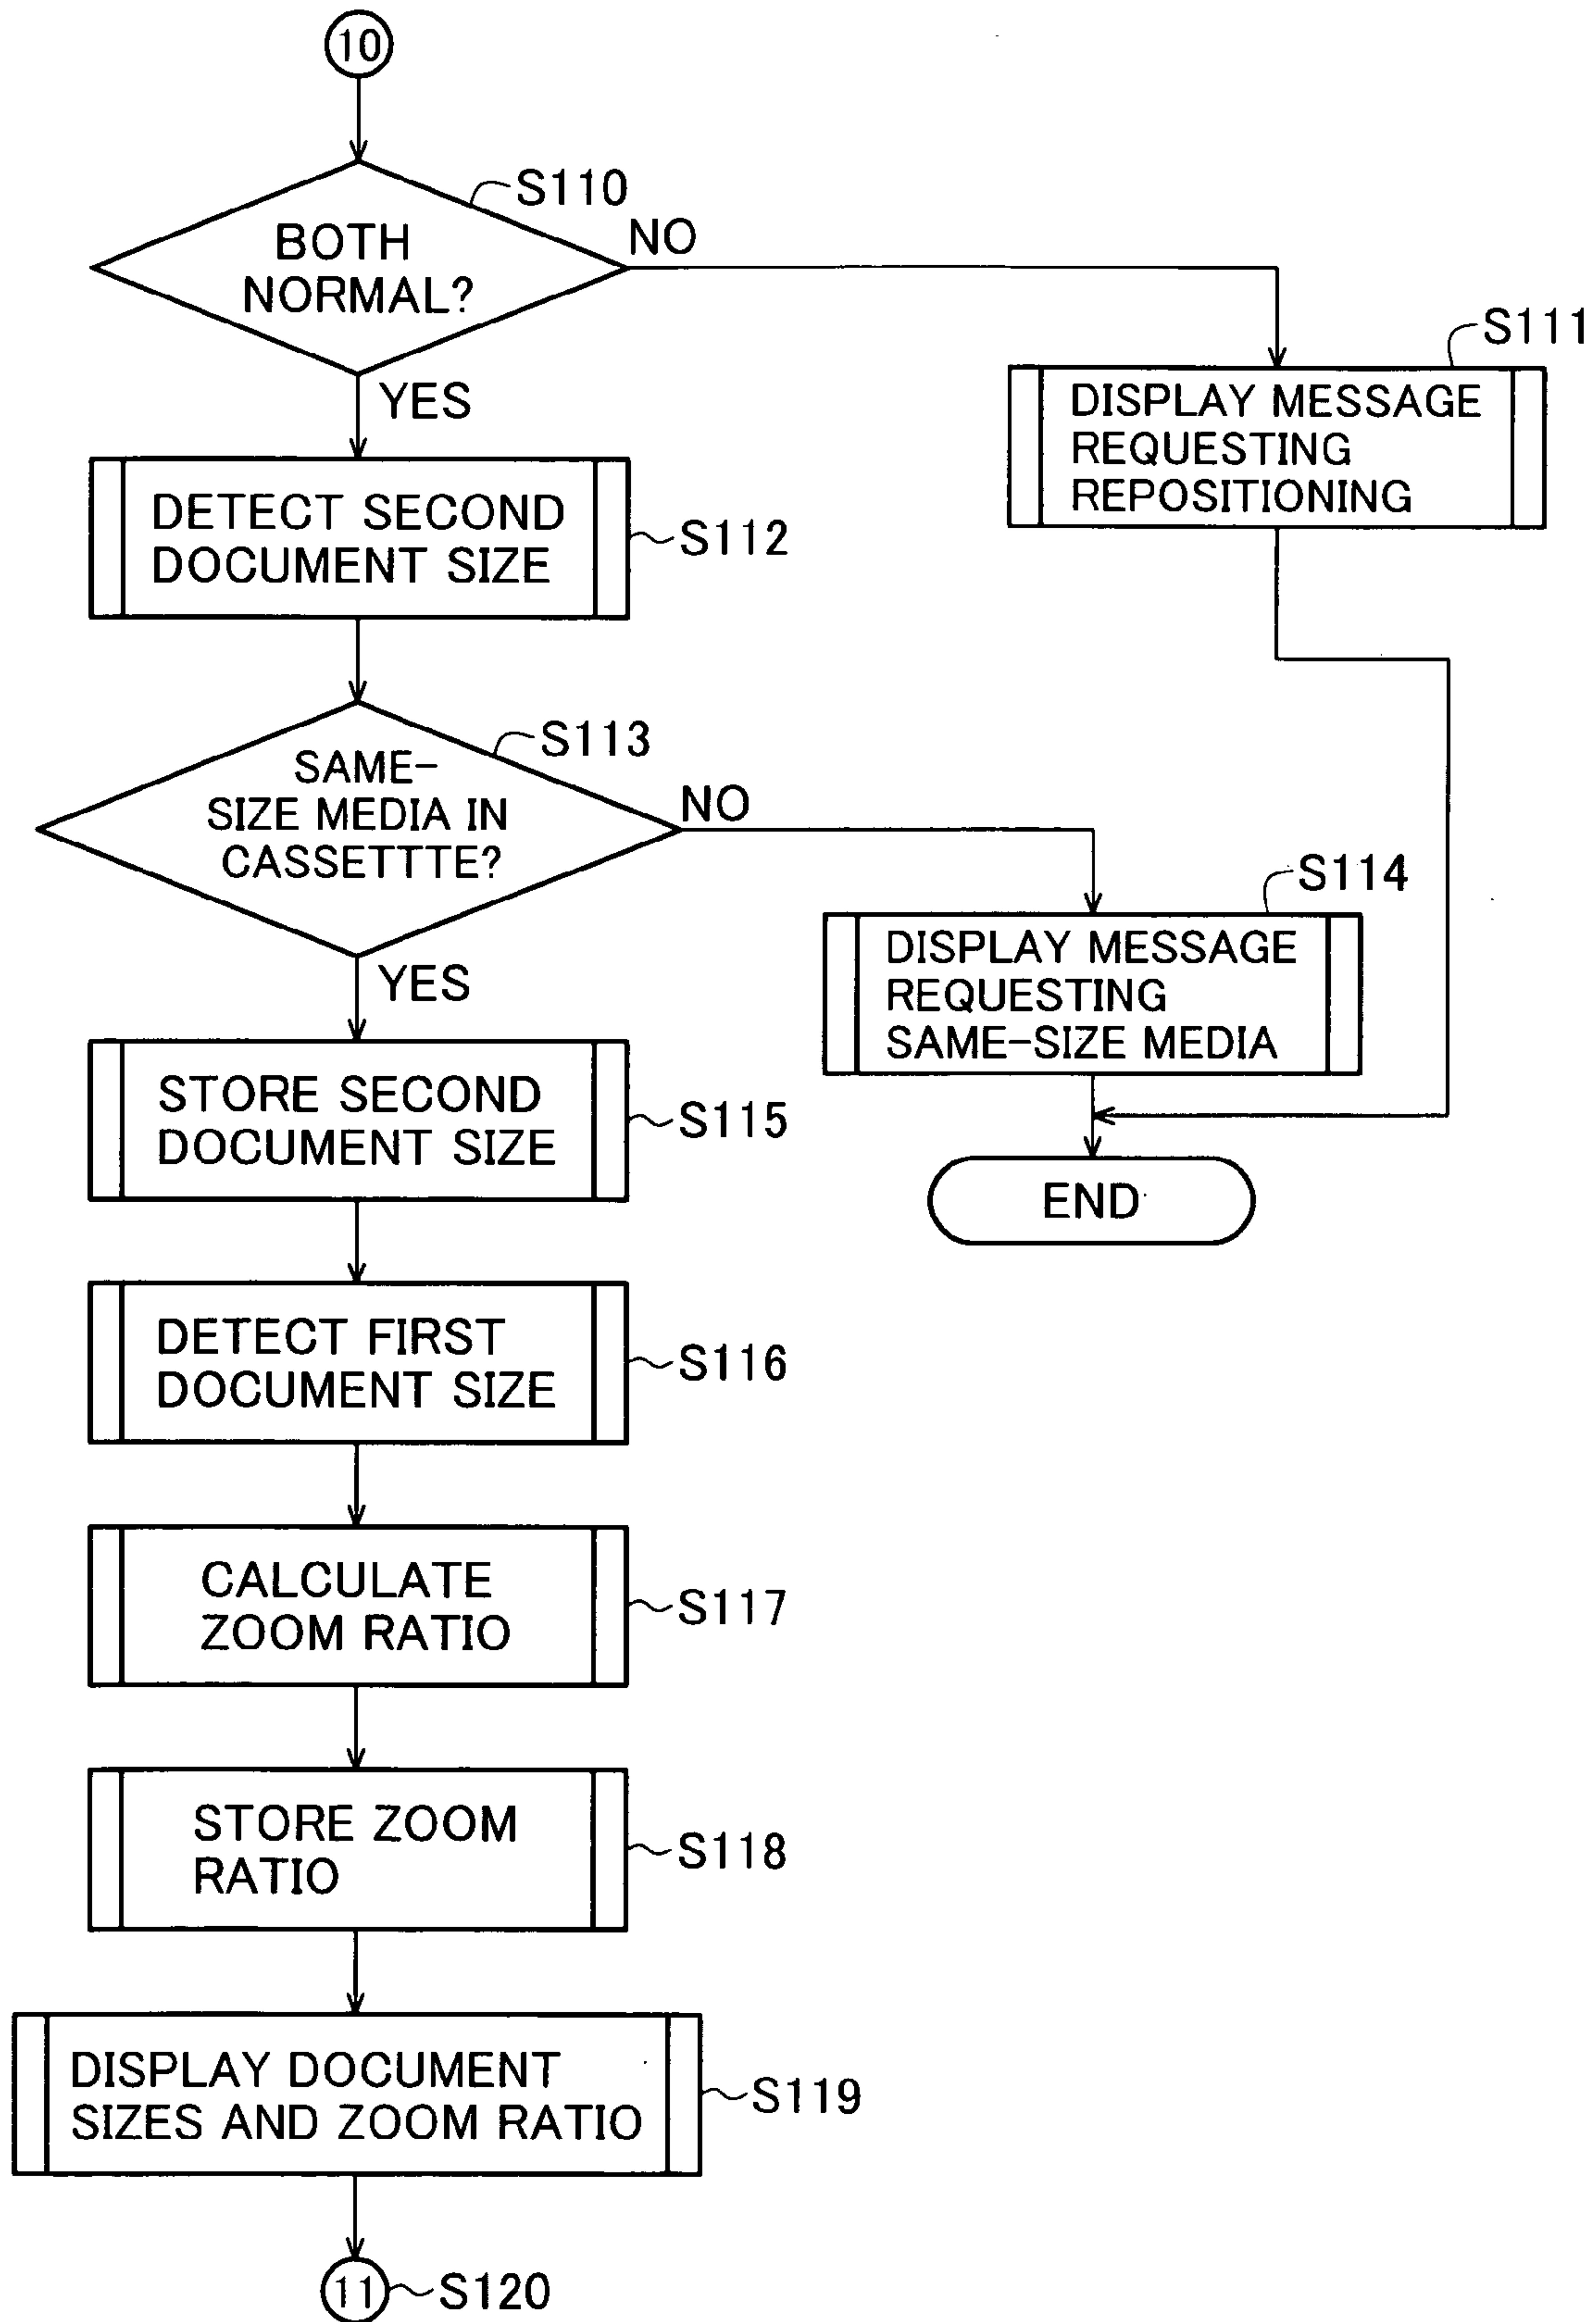 10
S110
BOTH
NORMAL?
NO
YES
S111
DISPLAY MESSAGE
REQUESTING
REPOSITIONING
DETECT SECOND
DOCUMENT SIZE
S112
S113
SAME-
SIZE MEDIA IN
CASSETTTE?
NO
YES
S114
DISPLAY MESSAGE
REQUESTING
SAME-SIZE MEDIA
STORE SECOND
DOCUMENT SIZE
S115
END
DETECT FIRST
DOCUMENT SIZE
S116
CALCULATE
ZOOM RATIO
S117
STORE ZOOM
RATIO
S118
DISPLAY DOCUMENT
SIZES AND ZOOM RATIO
S119
11
S120